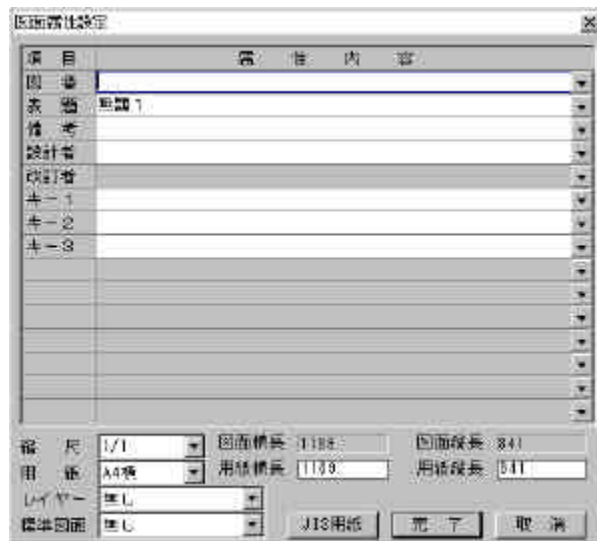 図面属性設定
項 目 属 性 内 容
図 番
表 題 無題1
備 考
設計者
改訂者
キー1
キー2
キー3
縮 尺 1/1 図面横長 1189 図面縦長 841
用 紙 A4横 用紙横長 1189 用紙縦長 841
レイヤー 無し
標準図面 無し
JIS用紙 完 了 取 消